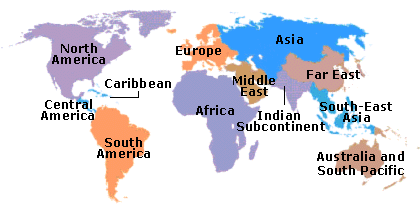 North
America
Europe
Asia
Middle
East
Far East
Caribbean
Central
America
Africa
Indian
Subcontinent
South-East
Asia
South
America
Australia and
South Pacific